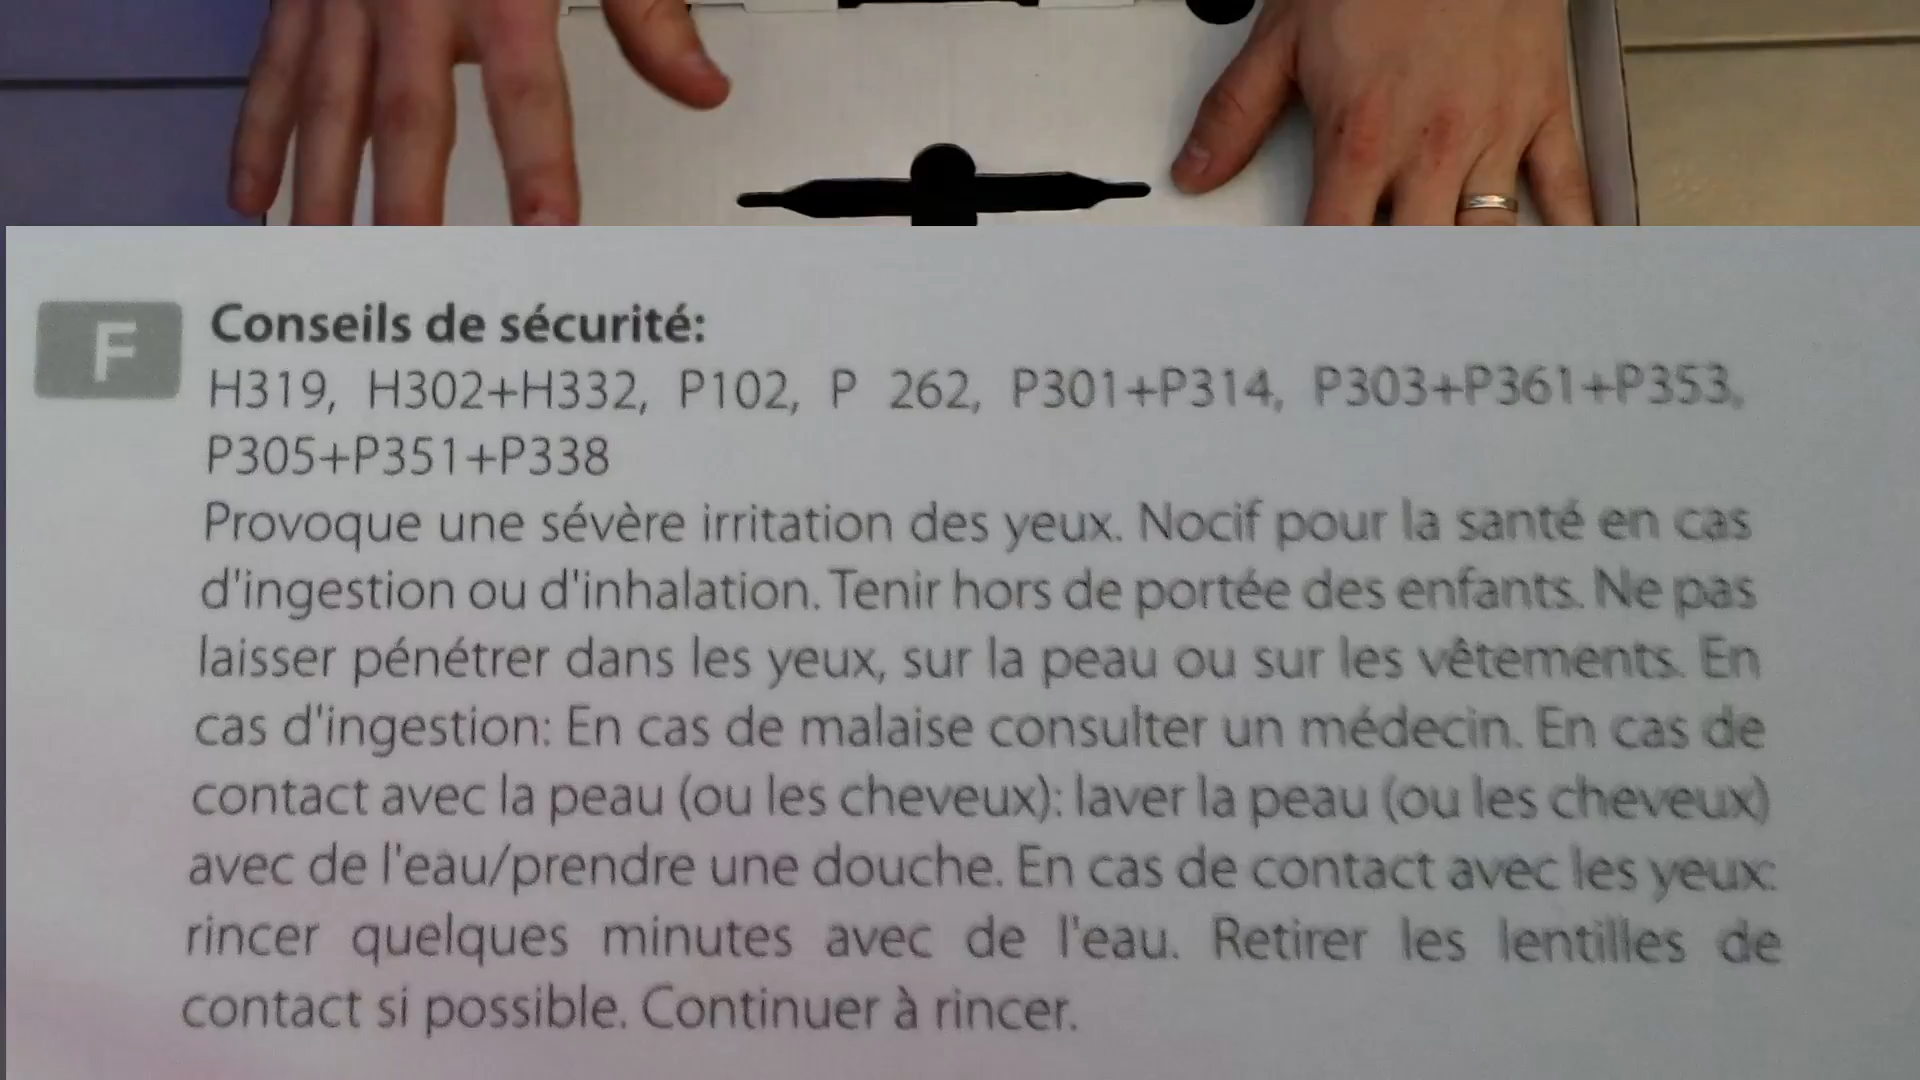 F
Conseils de sécurité:
H319, H302+H332, P102, P 262, P301+P314, P303+P361+P353,
P305+P351+P338
Provoque une sévère irritation des yeux. Nocif pour la santé en cas
d'ingestion ou d'inhalation. Tenir hors de portée des enfants. Ne pas
laisser pénétrer dans les yeux, sur la peau ou sur les vêtements. En
cas d'ingestion: En cas de malaise consulter un médecin. En cas de
contact avec la peau (ou les cheveux): laver la peau (ou les cheveux)
avec de l'eau/prendre une douche. En cas de contact avec les yeux:
rincer quelques minutes avec de l'eau. Retirer les lentilles de
contact si possible. Continuer à rincer.